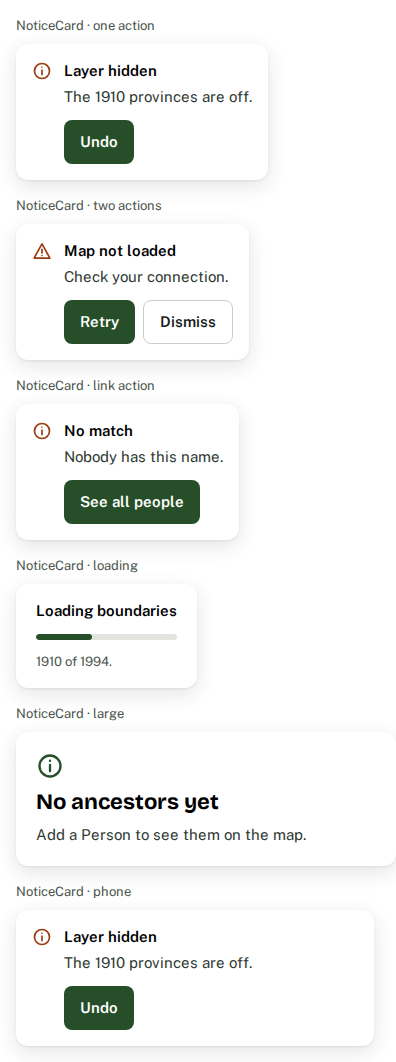 NoticeCard · one action
Layer hidden
The 1910 provinces are off.
Undo
NoticeCard · two actions
Map not loaded
Check your connection.
Retry Dismiss
NoticeCard · link action
No match
Nobody has this name.
See all people
NoticeCard · loading
Loading boundaries
1910 of 1994.
NoticeCard · large
No ancestors yet
Add a Person to see them on the map.
NoticeCard · phone
Layer hidden
The 1910 provinces are off.
Undo